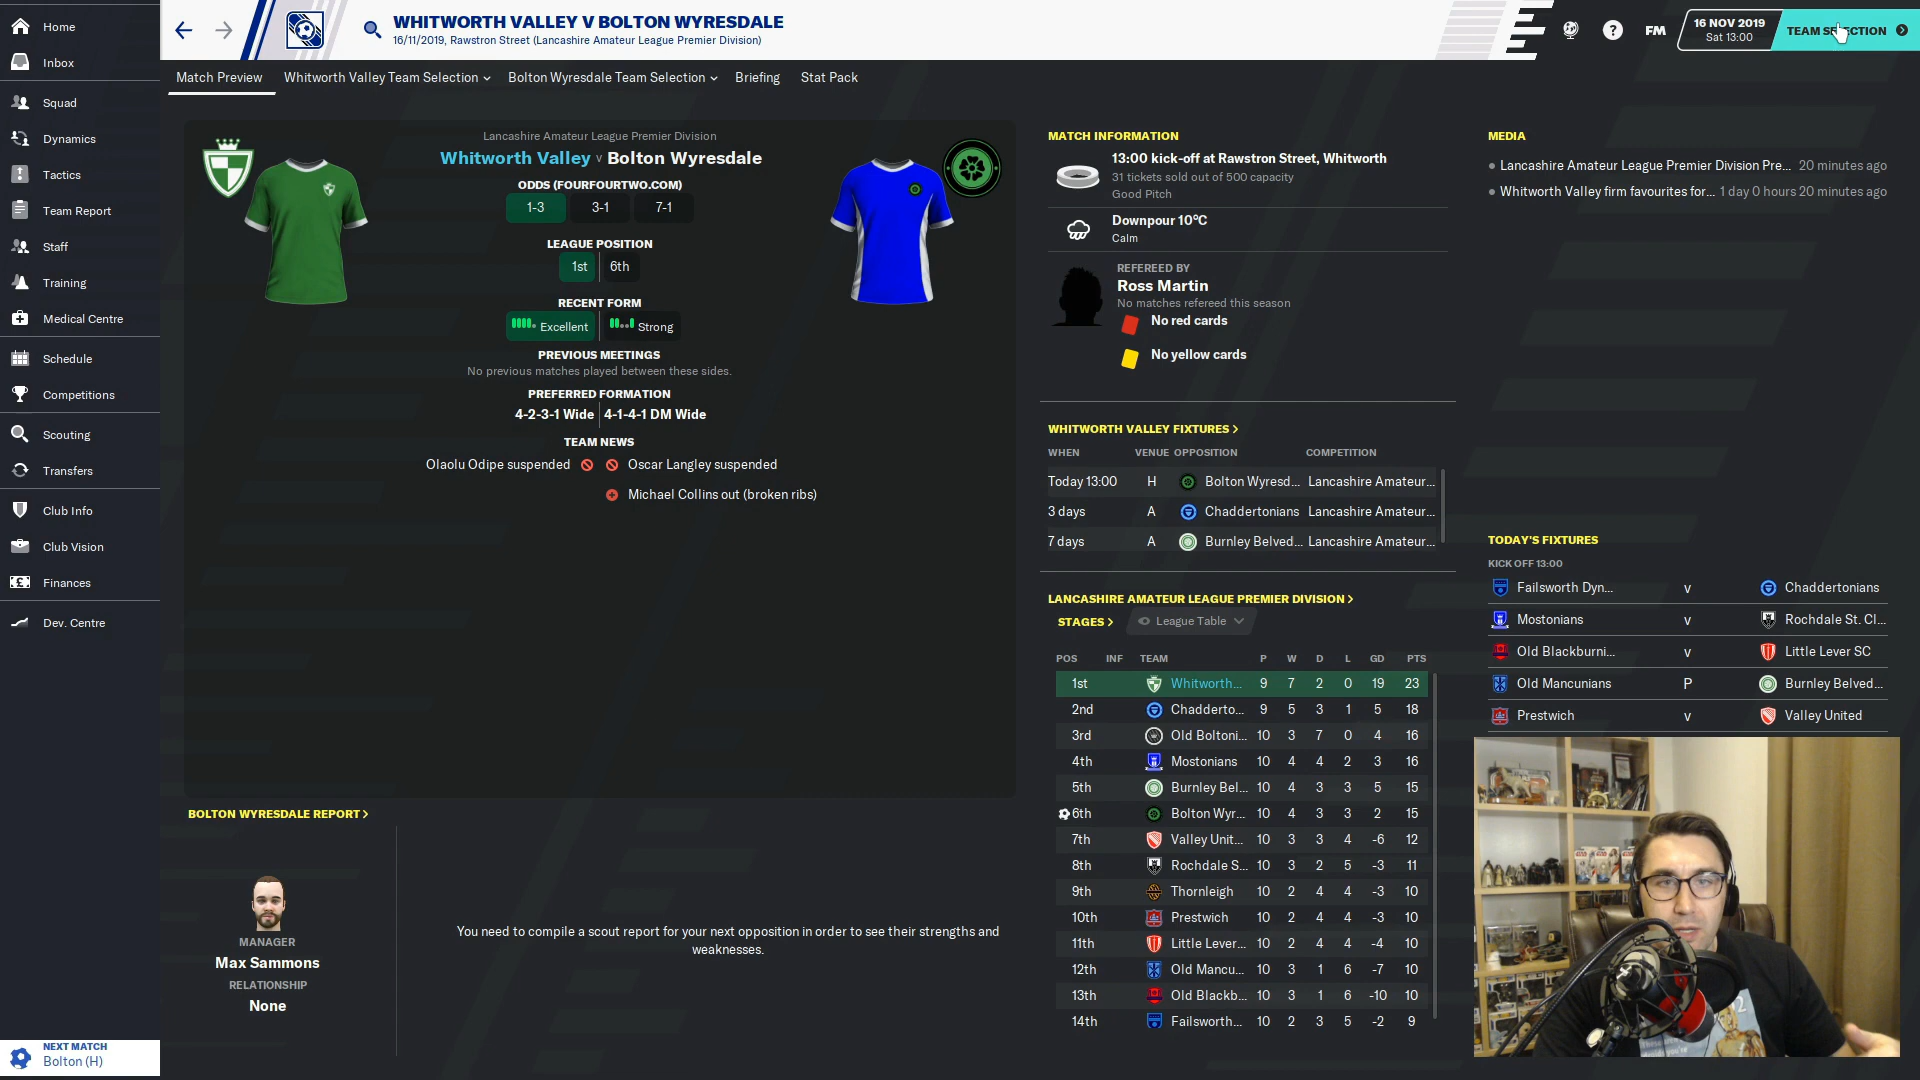 Home
Inbox
Squad
Dynamics
Tactics
Team Report
Staff
Training
Medical Centre
Schedule
Competitions
Scouting
Transfers
Club Info
Club Vision
Finances
Dev. Centre
NEXT MATCH
Bolton (H)
WHITWORTH VALLEY V BOLTON WYRESDALE
16/11/2019, Rawstron Street (Lancashire Amateur League Premier Division)
? FM
16 NOV 2019
Sat 13:00
TEAM SELECTION
Match Preview Whitworth Valley Team Selection Bolton Wyresdale Team Selection Briefing Stat Pack
Lancashire Amateur League Premier Division
Whitworth Valley v Bolton Wyresdale
ODDS (FOURFOURTWO.COM)
1-3 3-1 7-1
LEAGUE POSITION
1st 6th
RECENT FORM
Excellent Strong
PREVIOUS MEETINGS
No previous matches played between these sides.
PREFERRED FORMATION
4-2-3-1 Wide 4-1-4-1 DM Wide
TEAM NEWS
Olaolu Odipe suspended Oscar Langley suspended
Michael Collins out (broken ribs)
BOLTON WYRESDALE REPORT >
MANAGER
Max Sammons
RELATIONSHIP
None
You need to compile a scout report for your next opposition in order to see their strengths and
weaknesses.
MATCH INFORMATION
13:00 kick-off at Rawstron Street, Whitworth
31 tickets sold out of 500 capacity
Good Pitch
Downpour 10°C
Calm
REFEREED BY
Ross Martin
No matches refereed this season
No red cards
No yellow cards
WHITWORTH VALLEY FIXTURES >
WHEN VENUE OPPOSITION COMPETITION
Today 13:00 H Bolton Wyresd... Lancashire Amateur...
3 days A Chaddertonians Lancashire Amateur...
7 days A Burnley Belved... Lancashire Amateur...
LANCASHIRE AMATEUR LEAGUE PREMIER DIVISION >
STAGES > League Table
POS INF TEAM P W D L GD PTS
1st Whitworth... 9 7 2 0 19 23
2nd Chadderto... 9 5 3 1 5 18
3rd Old Boltoni... 10 3 7 0 4 16
4th Mostonians 10 4 4 2 3 16
5th Burnley Bel... 10 4 3 3 5 15
6th Bolton Wyr... 10 4 3 3 2 15
7th Valley Unit... 10 3 3 4 -6 12
8th Rochdale S... 10 3 2 5 -3 11
9th Thornleigh 10 2 4 4 -3 10
10th Prestwich 10 2 4 4 -3 10
11th Little Lever... 10 2 4 4 -4 10
12th Old Mancu... 10 3 1 6 -7 10
13th Old Blackb... 10 3 1 6 -10 10
14th Failsworth... 10 2 3 5 -2 9
MEDIA
Lancashire Amateur League Premier Division Pre... 20 minutes ago
Whitworth Valley firm favourites for... 1 day 0 hours 20 minutes ago
TODAY'S FIXTURES
KICK OFF 13:00
Failsworth Dyn... v Chaddertonians
Mostonians v Rochdale St. Cl...
Old Blackburni... v Little Lever SC
Old Mancunians P Burnley Belved...
Prestwich v Valley United